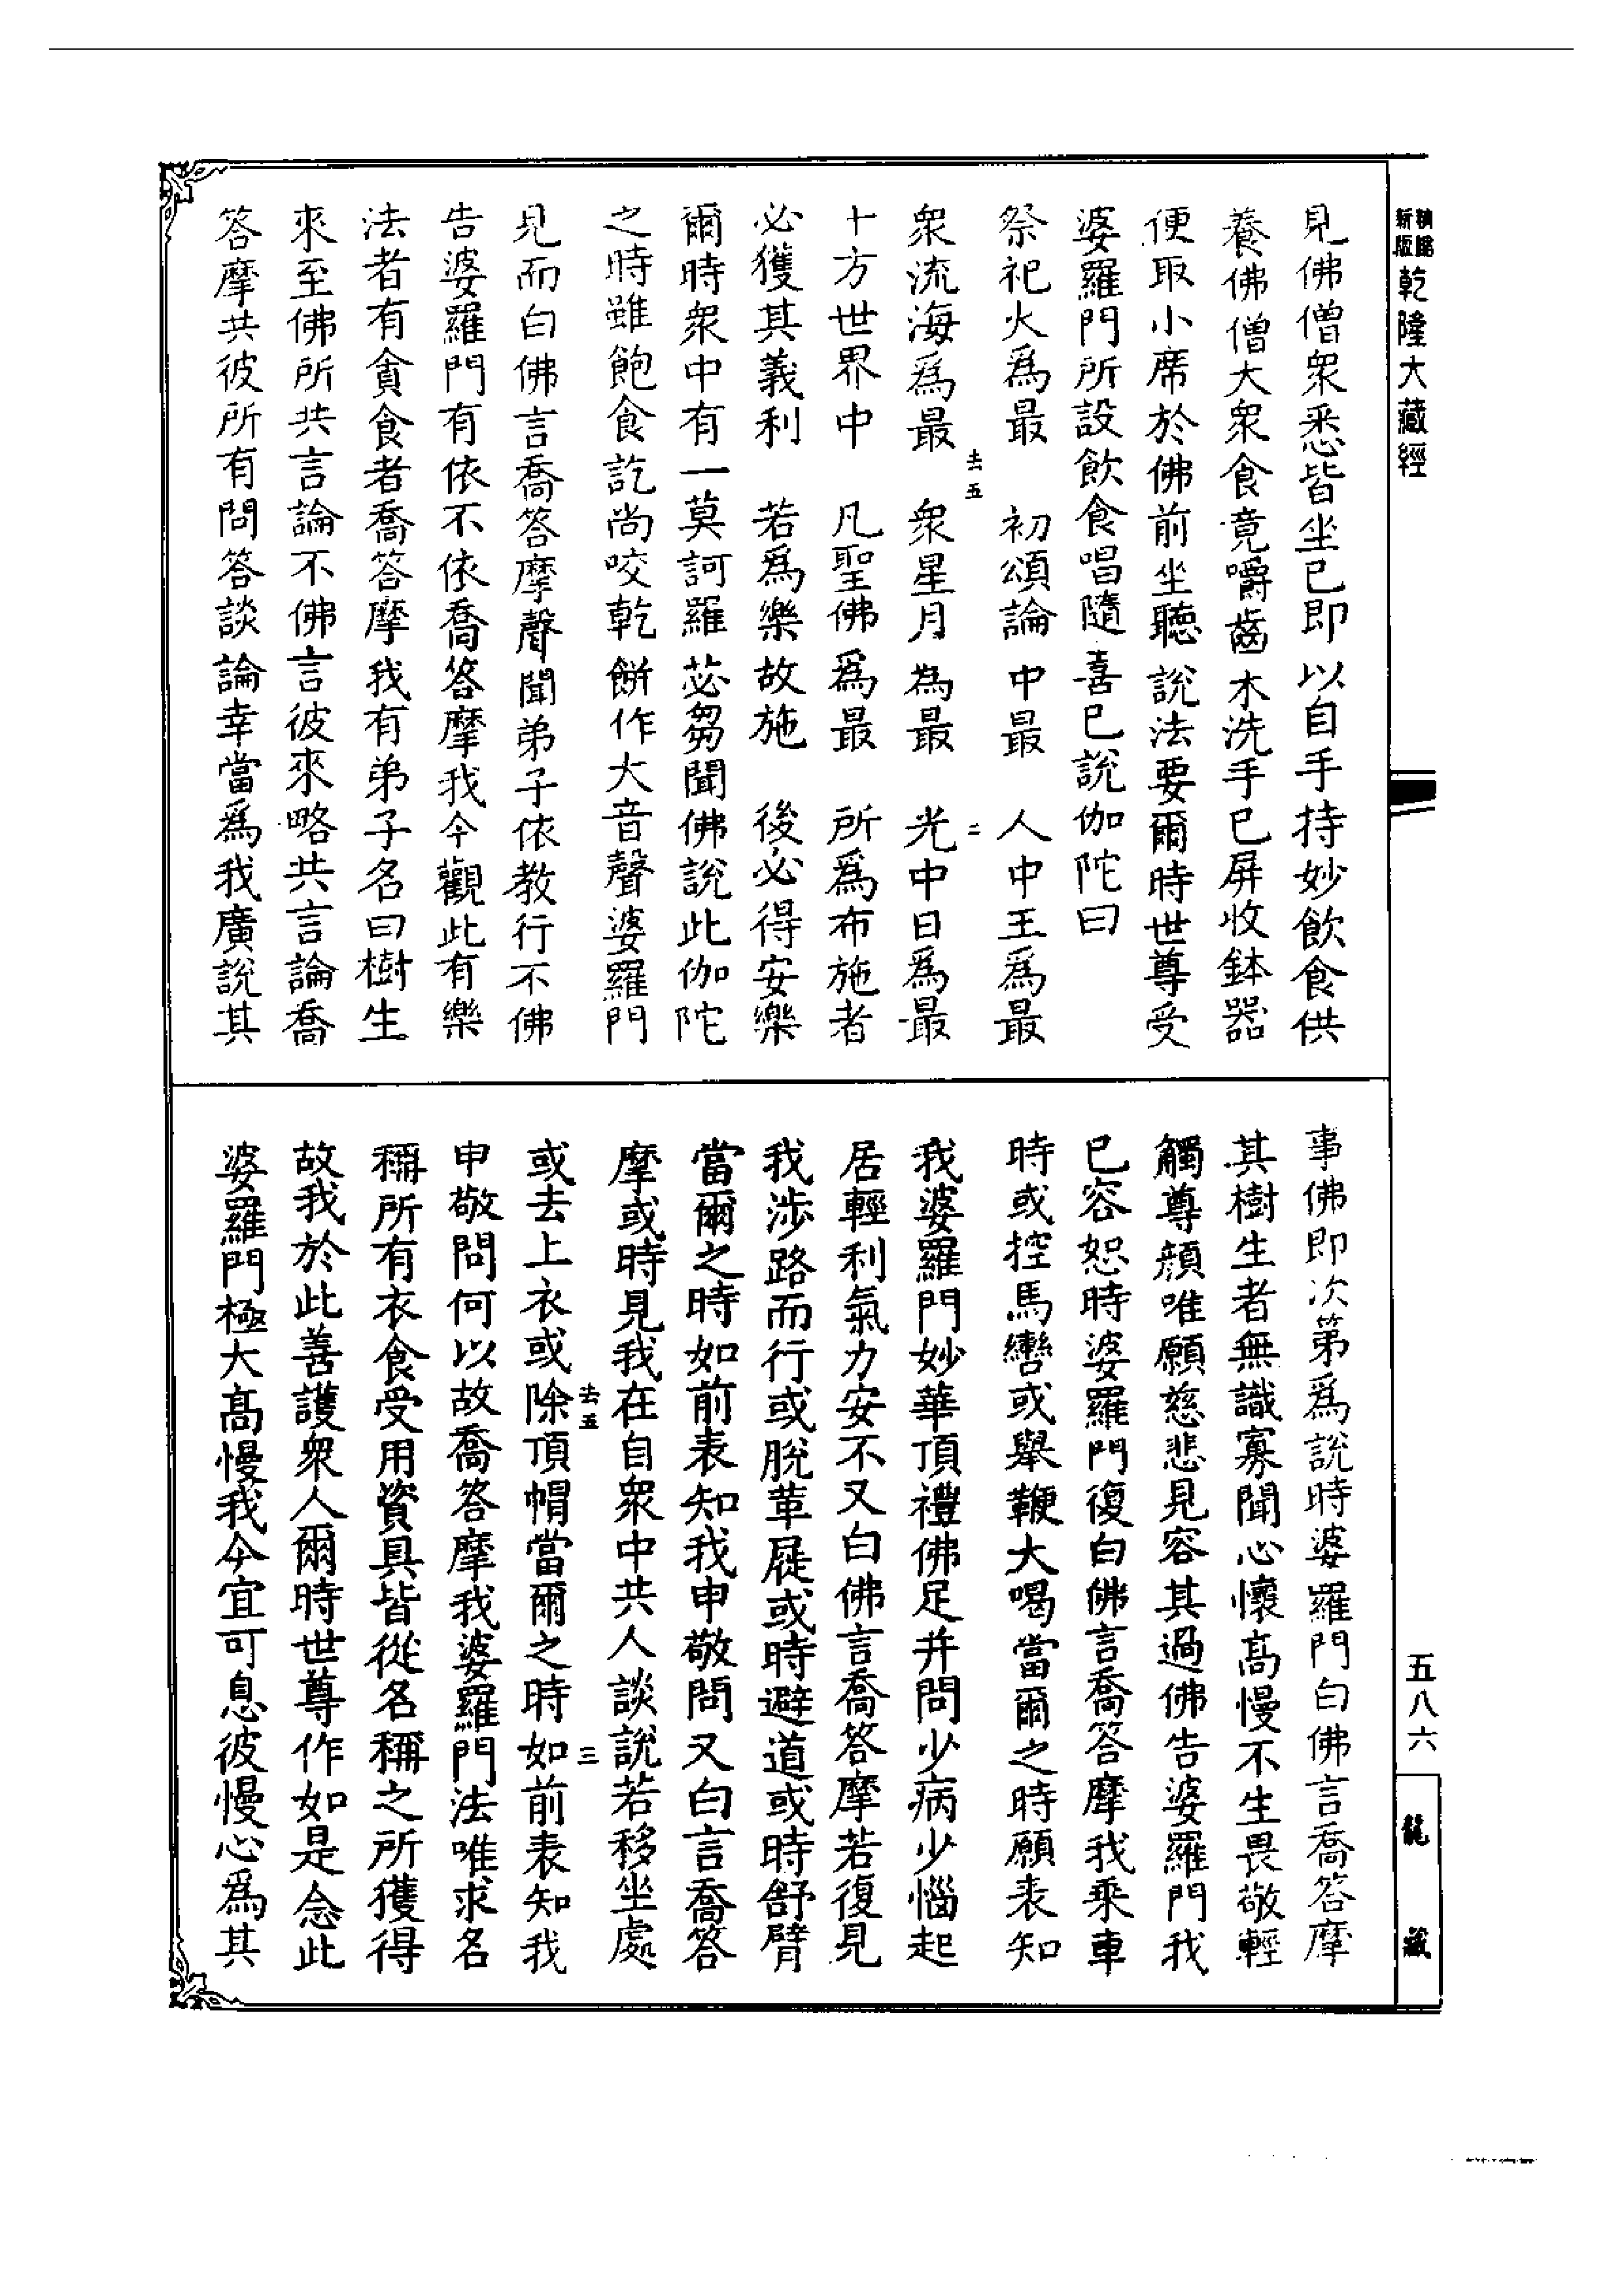 新版
乾隆大藏經
見佛僧衆悉皆坐已即以自手持妙飲食供
養佛僧大衆食竟嚼齒木洗手已屏收鉢器
便取小席於佛前坐聽說法要爾時世尊受
婆羅門所設飲食唱隨喜已說伽陀曰
祭祀火爲最　初頌論中最　人中王爲最
衆流海爲最　衆星月為最　光中日爲最
去五
二
十方世界中　凡聖佛爲最　所爲布施者
必獲其義利　若爲樂故施　後必得安樂
爾時衆中有一莫訶羅苾芻聞佛說此伽陀
之時雖飽食訖尚咬乾餅作大音聲婆羅門
見而白佛言喬答摩聲聞弟子依教行不佛
告婆羅門有依不依喬答摩我今觀此有樂
法者有貪食者喬答摩我有弟子名曰樹生
來至佛所共言論不佛言彼來略共言論喬
答摩共彼所有問答談論幸當爲我廣說其
事佛即次第爲説時婆羅門白佛言喬答摩
其樹生者無識寡聞心懷高慢不生畏敬輕
觸尊顏唯願慈悲見容其過佛告婆羅門我
已容恕時婆羅門復白佛言喬答摩我乘車
時或控馬轡或舉鞭大喝當爾之時願表知
我婆羅門妙華頂禮佛足并問少病少惱起
居輕利氣力安不又白佛言喬答摩若復見
我涉路而行或脫革屣或時避道或時舒臂
當爾之時如前表知我申敬問又白言喬答
摩或時見我在自衆中共人談說若移坐處
去五
三
或去上衣或除頂帽當爾之時如前表知我
申敬問何以故喬答摩我婆羅門法唯求名
稱所有衣食受用資具皆從名稱之所獲得
故我於此善護衆人爾時世尊作如是念此
婆羅門極大高慢我今宜可息彼慢心爲其
五八六
龍藏